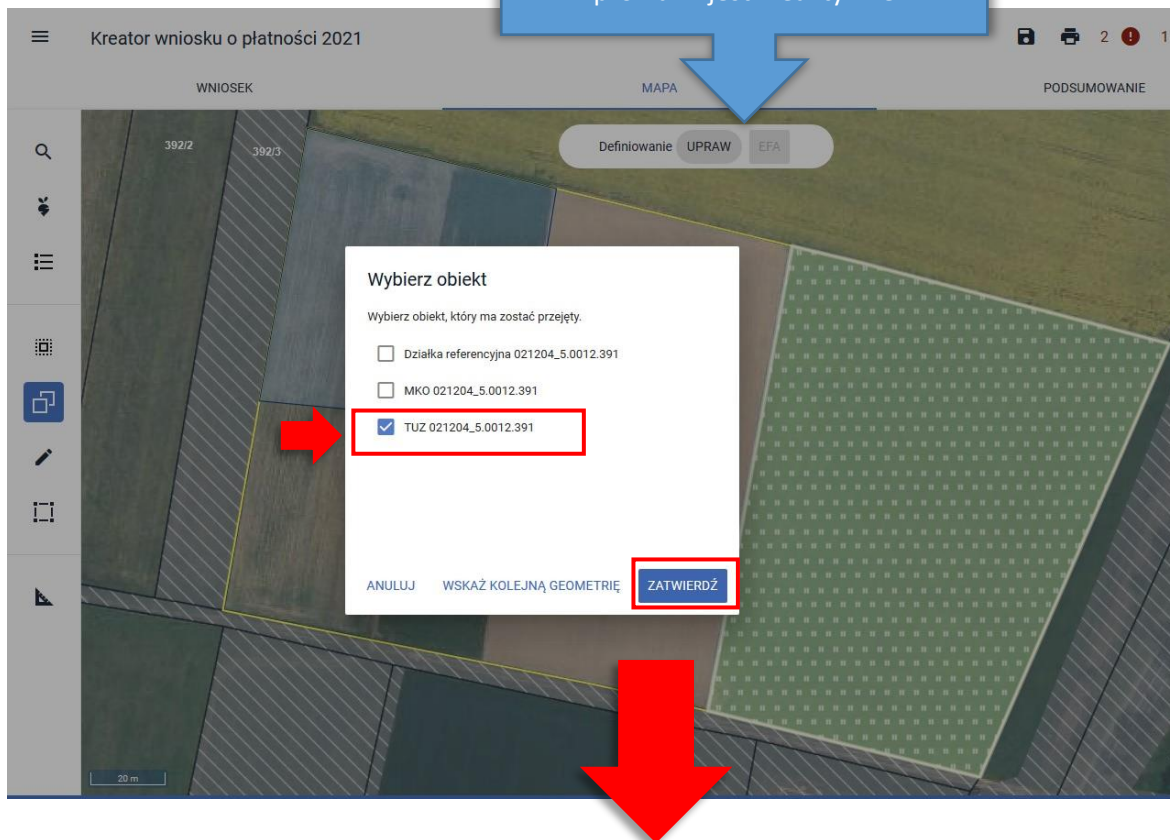 Kreator wniosku o płatności 2021
2
1
WNIOSEK
MAPA
PODSUMOWANIE
392/2
392/3
Definiowanie UPRAW EFA
Wybierz obiekt
Wybierz obiekt, który ma zostać przejęty.
Działka referencyjna 021204_5.0012.391
MKO 021204_5.0012.391
TUZ 021204_5.0012.391
ANULUJ WSKAŻ KOLEJNĄ GEOMETRIĘ ZATWIERDŹ
20 m